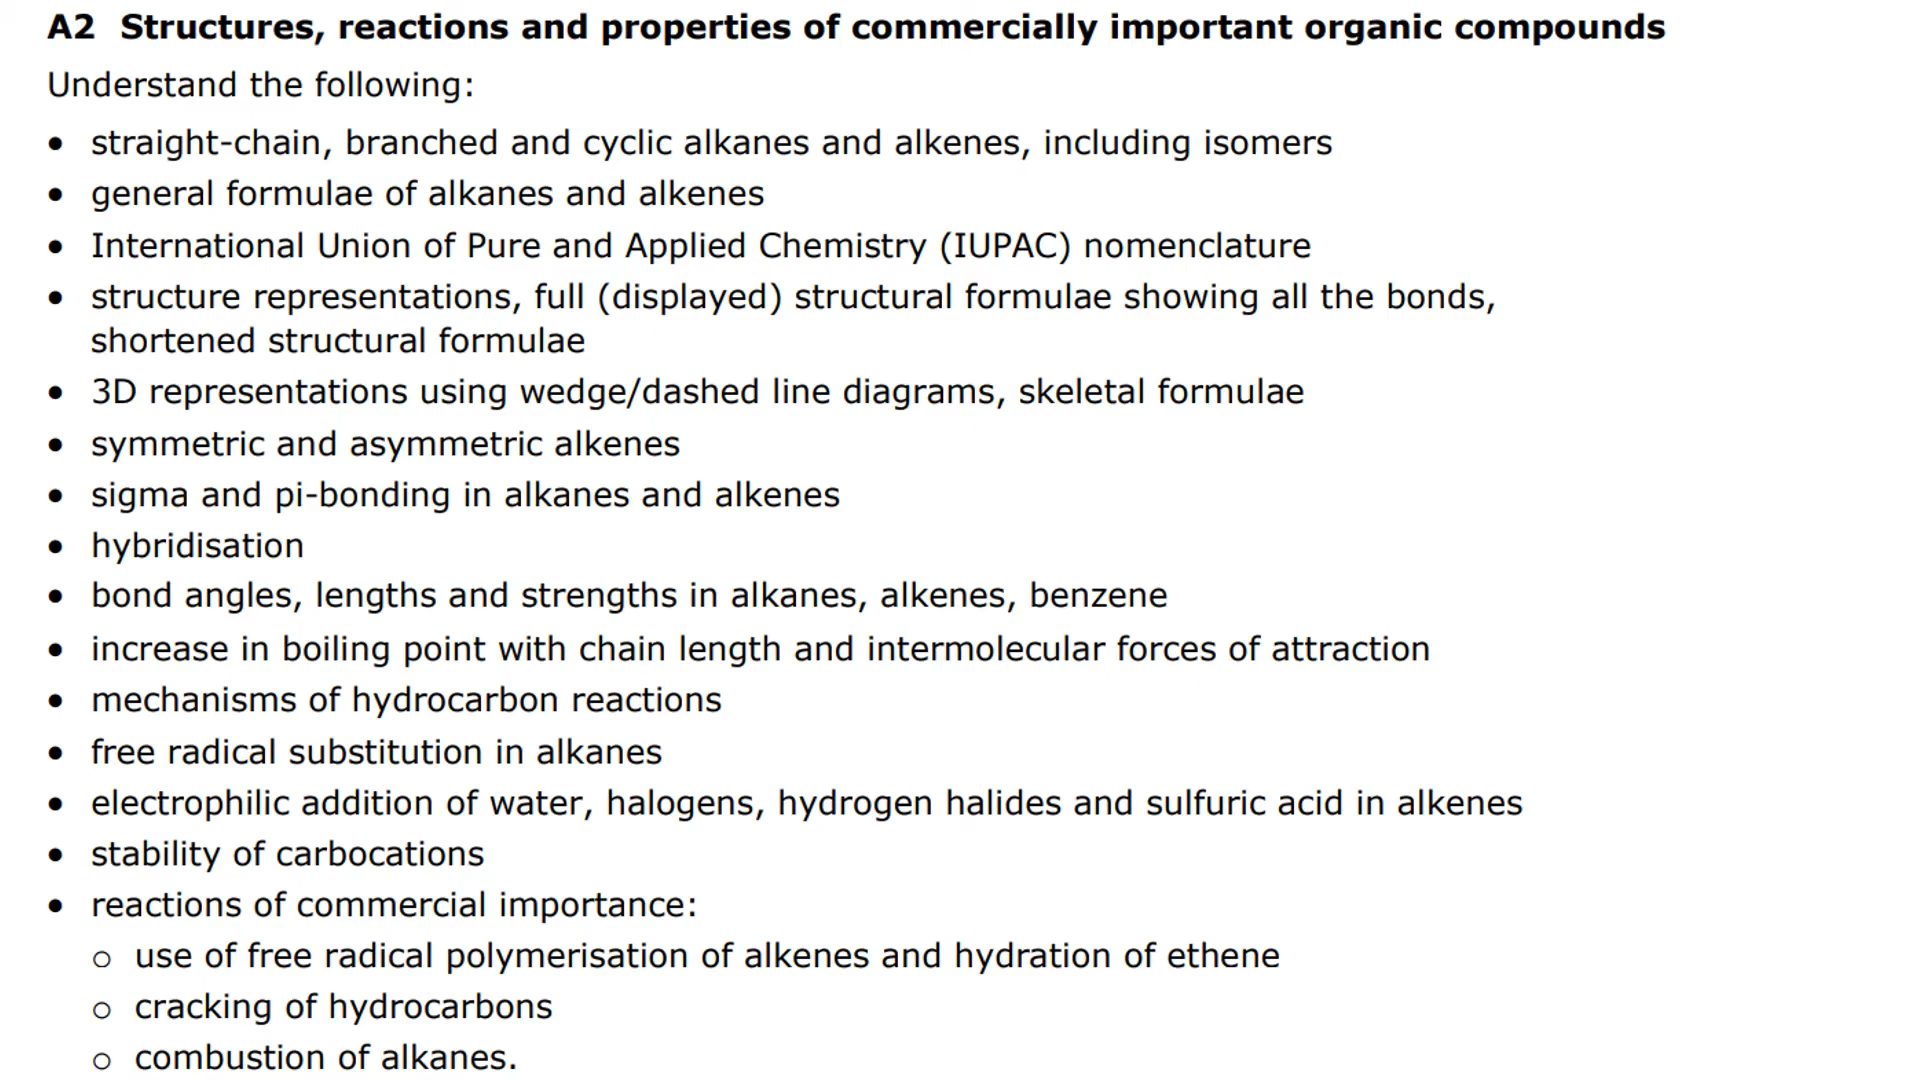 A2 Structures, reactions and properties of commercially important organic compounds
Understand the following:
• straight-chain, branched and cyclic alkanes and alkenes, including isomers
• general formulae of alkanes and alkenes
• International Union of Pure and Applied Chemistry (IUPAC) nomenclature
• structure representations, full (displayed) structural formulae showing all the bonds,
shortened structural formulae
• 3D representations using wedge/dashed line diagrams, skeletal formulae
• symmetric and asymmetric alkenes
• sigma and pi-bonding in alkanes and alkenes
• hybridisation
• bond angles, lengths and strengths in alkanes, alkenes, benzene
• increase in boiling point with chain length and intermolecular forces of attraction
• mechanisms of hydrocarbon reactions
• free radical substitution in alkanes
• electrophilic addition of water, halogens, hydrogen halides and sulfuric acid in alkenes
• stability of carbocations
• reactions of commercial importance:
○ use of free radical polymerisation of alkenes and hydration of ethene
○ cracking of hydrocarbons
○ combustion of alkanes.